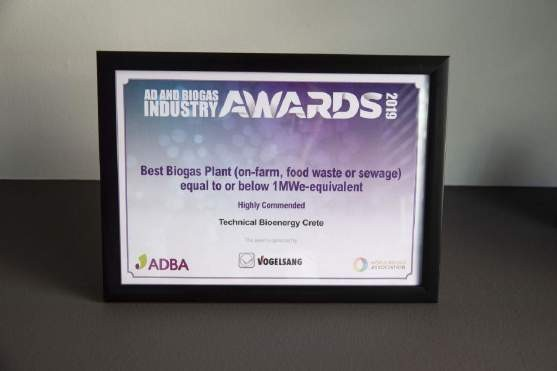 AD AND BIOGAS
INDUSTRY
AWARDS
2019
Best Biogas Plant (on-farm, food waste or sewage)
equal to or below 1MWe-equivalent
Highly Commended
Technical Bioenergy Crete
This award is sponsored by
ADBA
VOGELSANG
WORLD BIOGAS
ASSOCIATION